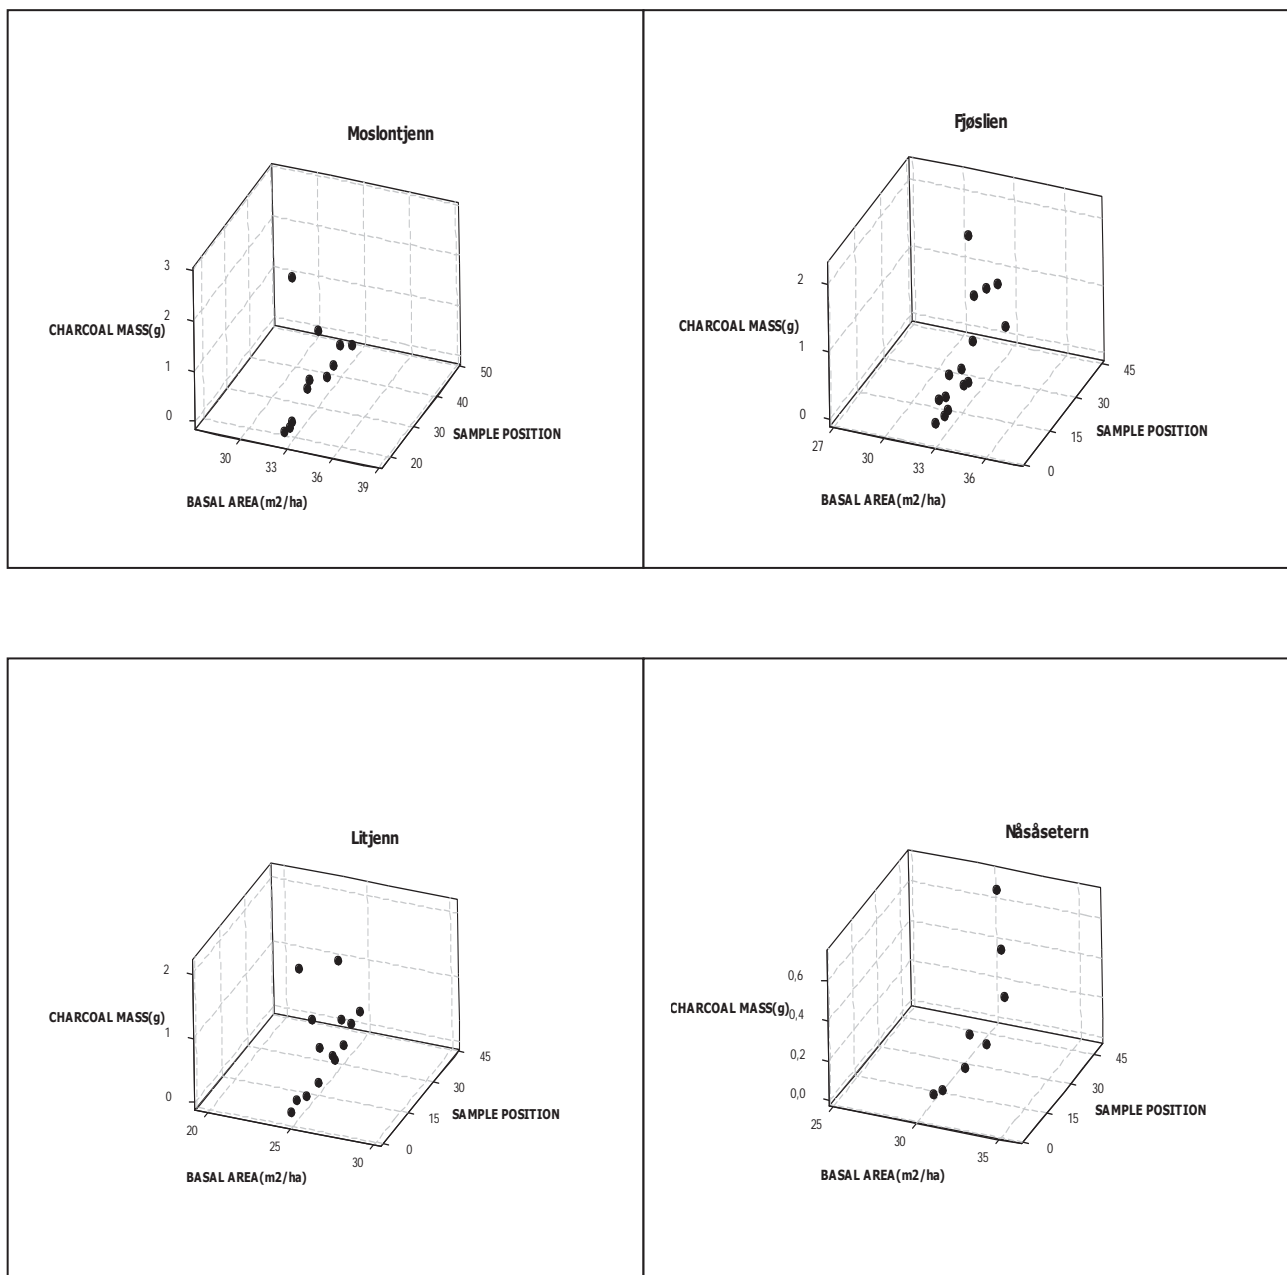 Moslontjenn
3
CHARCOAL MASS(g)
2
1
0
50
40
30
20
SAMPLE POSITION
30
33
36
39
BASAL AREA(m2/ha)
Fjøslien
2
CHARCOAL MASS(g)
1
0
45
30
15
0
SAMPLE POSITION
27
30
33
36
BASAL AREA(m2/ha)
Litjenn
2
CHARCOAL MASS(g)
1
0
45
30
15
0
SAMPLE POSITION
20
25
30
BASAL AREA(m2/ha)
Nåsåsetern
0,6
CHARCOAL MASS(g)
0,4
0,2
0,0
45
30
15
0
SAMPLE POSITION
25
30
35
BASAL AREA(m2/ha)